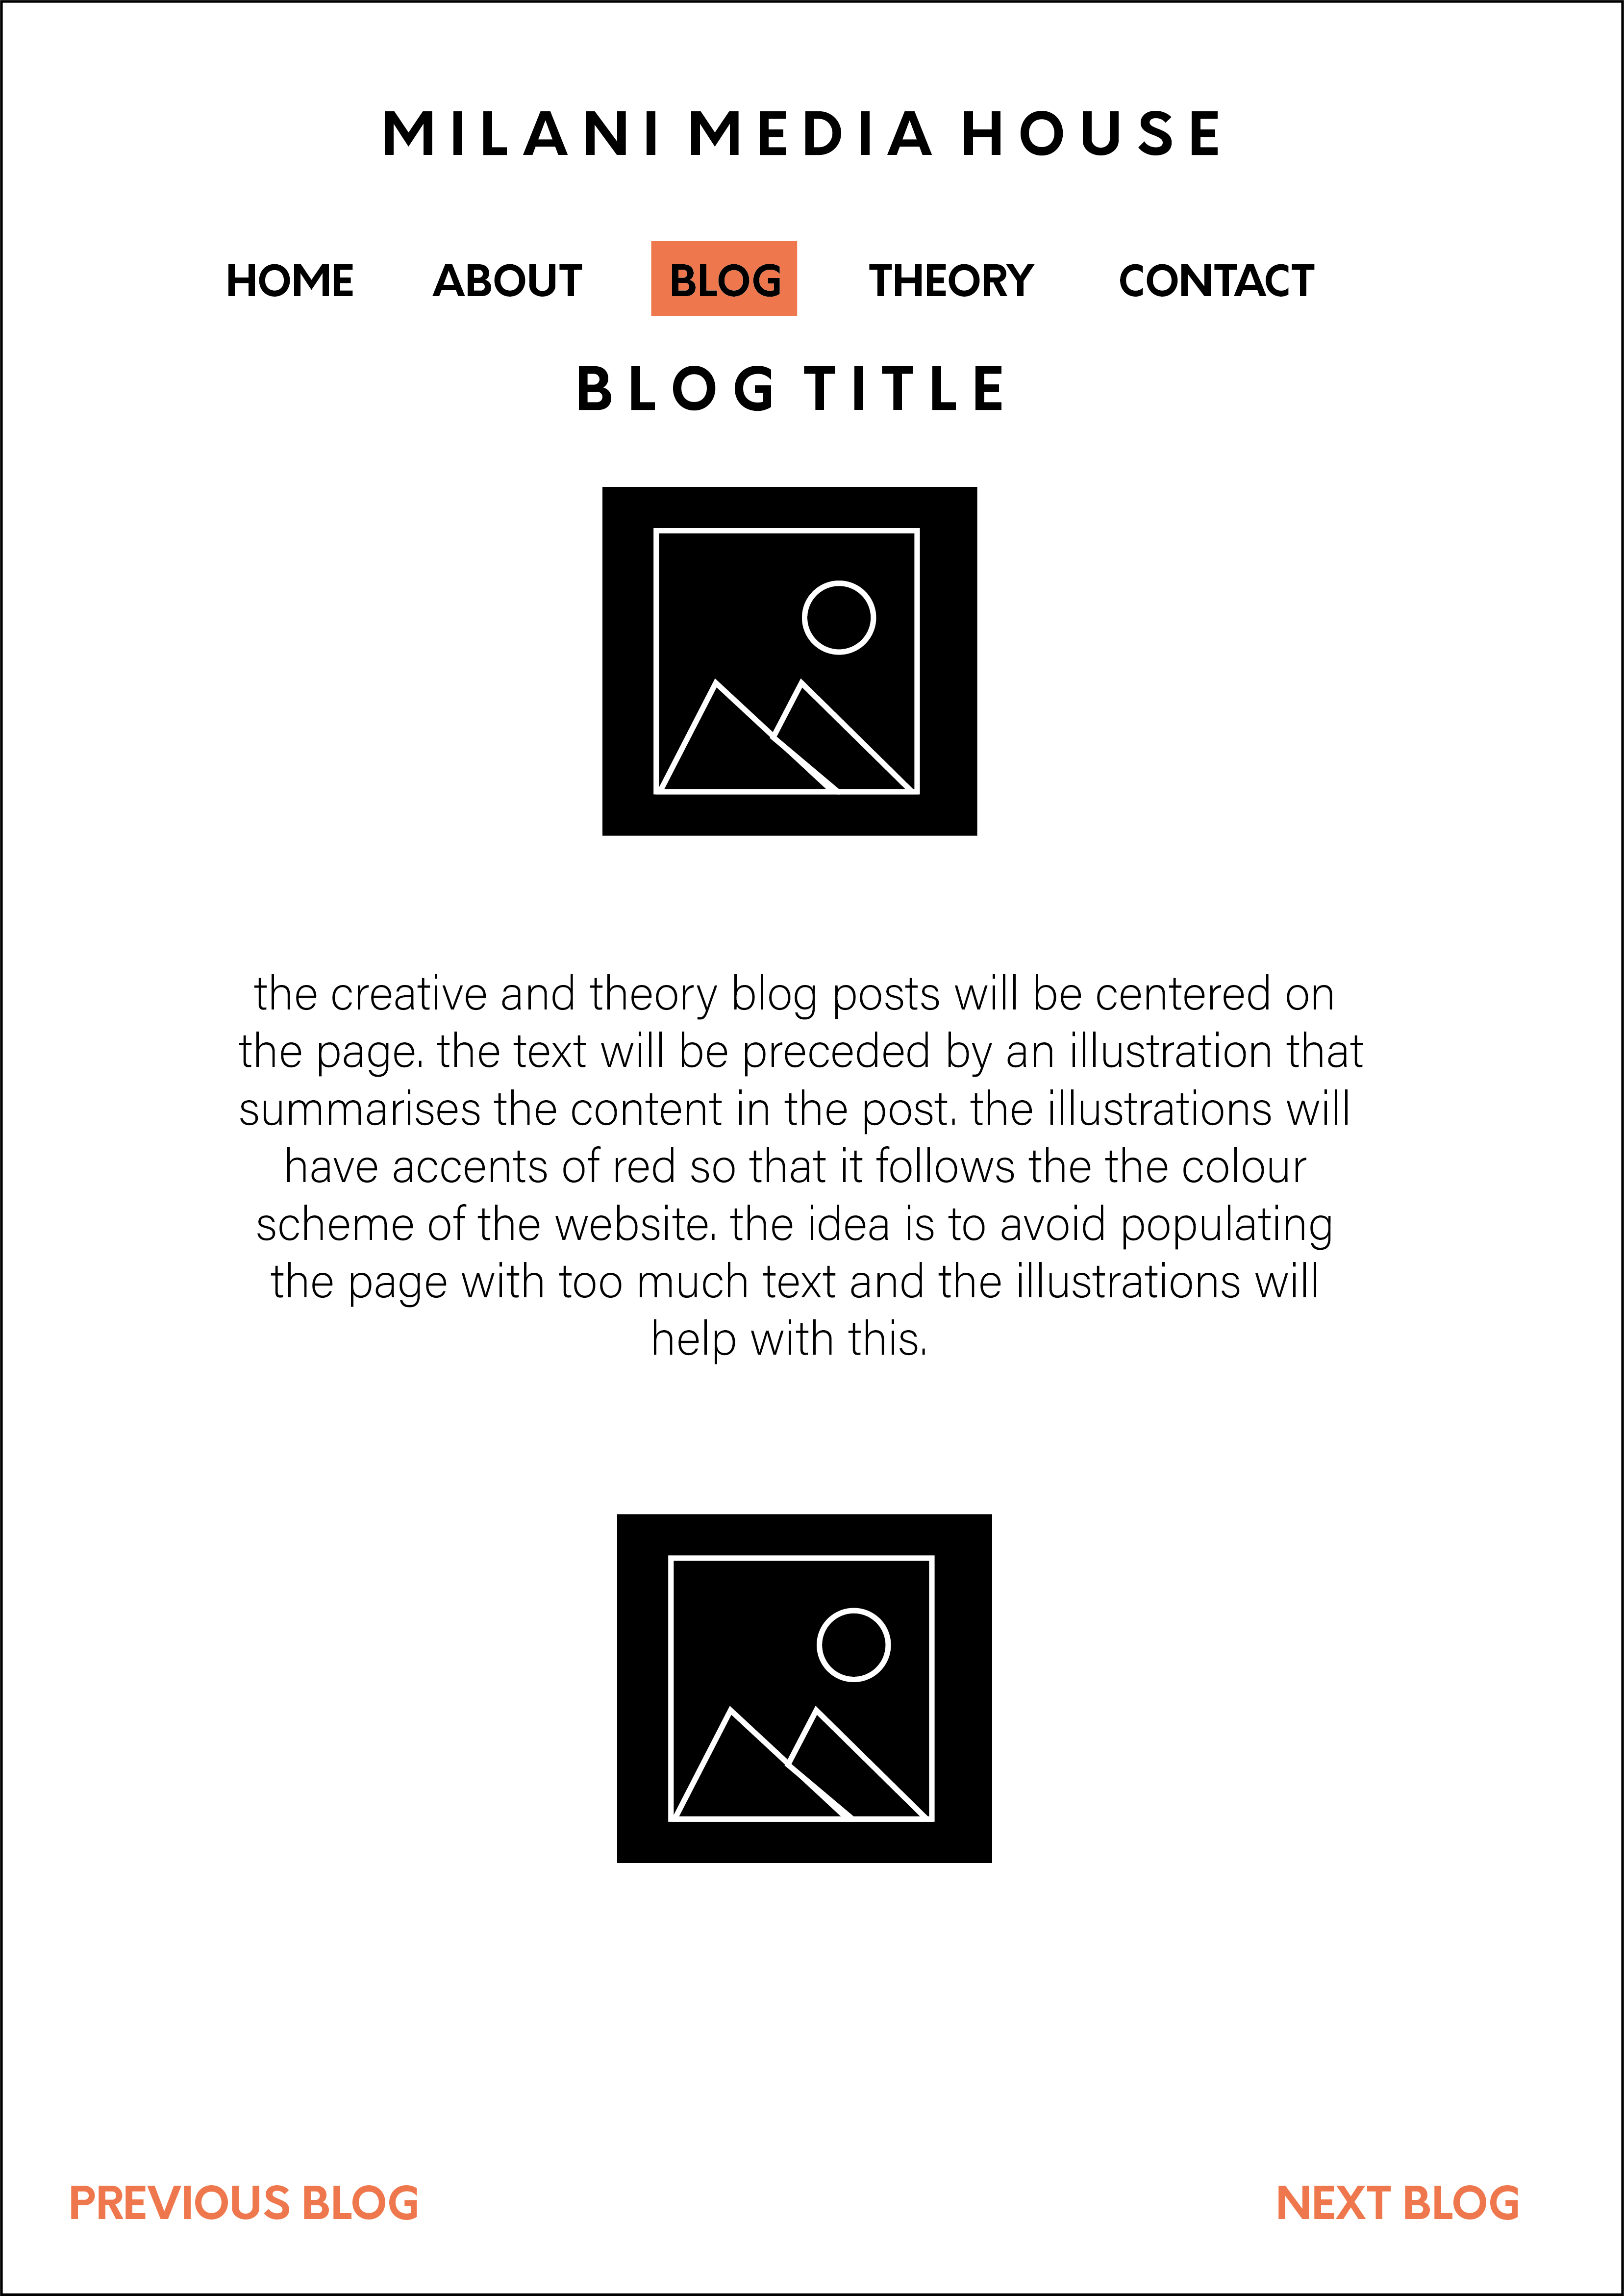 MILANI MEDIA HOUSE
HOME ABOUT BLOG THEORY CONTACT
BLOG TITLE
the creative and theory blog posts will be centered on
the page. the text will be preceded by an illustration that
summarises the content in the post. the illustrations will
have accents of red so that it follows the the colour
scheme of the website. the idea is to avoid populating
the page with too much text and the illustrations will
help with this.
PREVIOUS BLOG NEXT BLOG